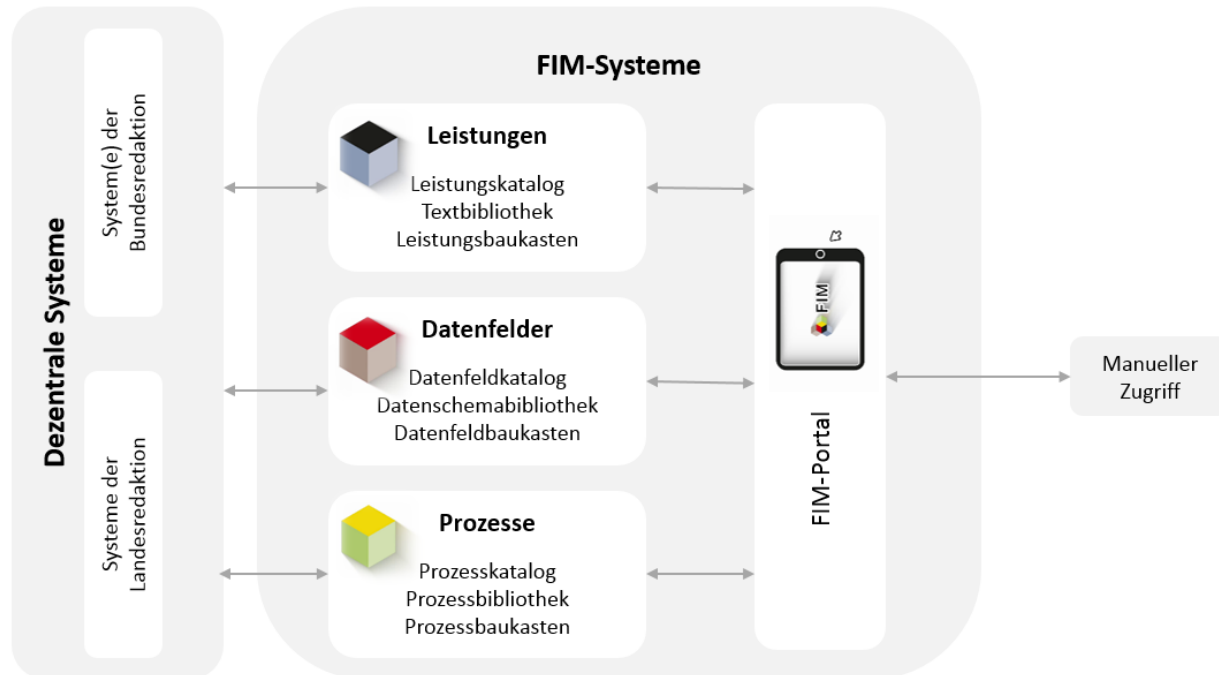 Dezentrale Systeme
System(e) der
Bundesredaktion
Systeme der
Landesredaktion
FIM-Systeme
Leistungen
Leistungskatalog
Textbibliothek
Leistungsbaukasten
Datenfelder
Datenfeldkatalog
Datenschemabibliothek
Datenfeldbaukasten
Prozesse
Prozesskatalog
Prozessbibliothek
Prozessbaukasten
FIM
FIM-Portal
Manueller
Zugriff